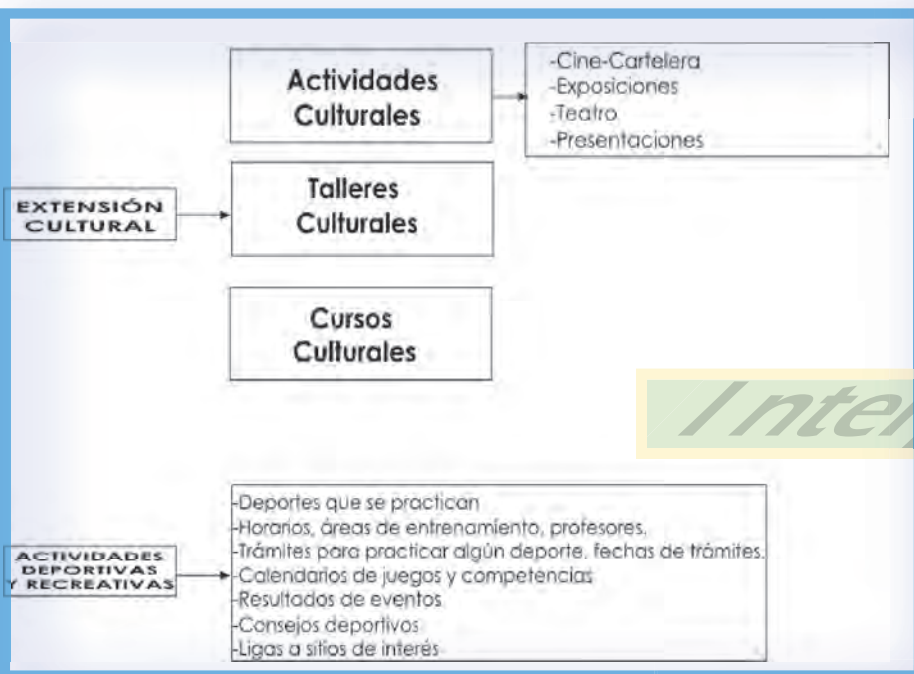 Actividades
Culturales
-Cine-Cartelera
-Exposiciones
-Teatro
-Presentaciones
EXTENSIÓN
CULTURAL
Talleres
Culturales
Cursos
Culturales
Inter
ACTIVIDADES
DEPORTIVAS
Y RECREATIVAS
-Deportes que se practican
-Horarios, áreas de entrenamiento, profesores.
-Trámites para practicar algún deporte, fechas de trámites.
-Calendarios de juegos y competencias
-Resultados de eventos
-Consejos deportivos
-Ligas a sitios de interés